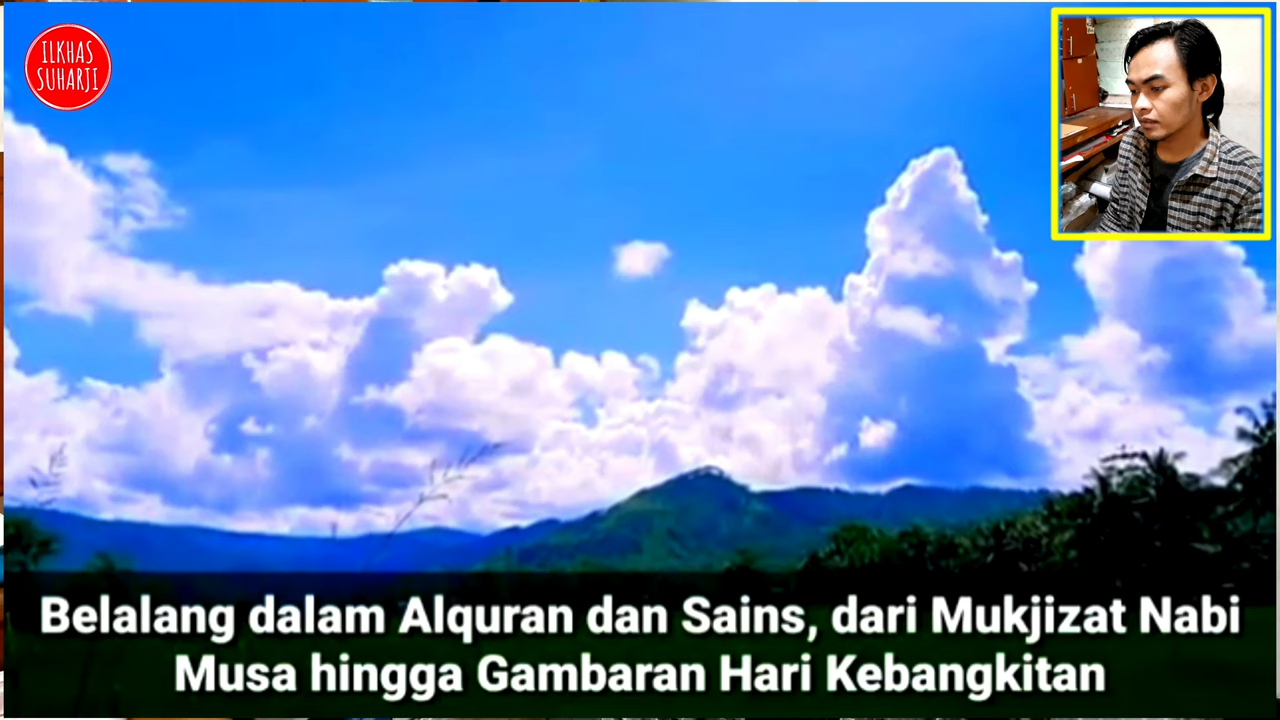 ILKHAS
SUHARJI
Belalang dalam Alquran dan Sains, dari Mukjizat Nabi
Musa hingga Gambaran Hari Kebangkitan